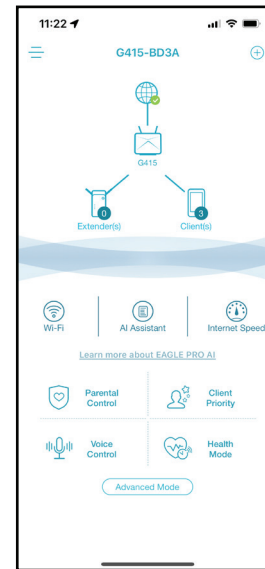 11:22
G415-BD3A
G415
0
3
Extender(s)
Client(s)
Wi-Fi
AI Assistant
Internet Speed
Learn more about EAGLE PRO AI
Parental
Control
Client
Priority
Voice
Control
Health
Mode
Advanced Mode